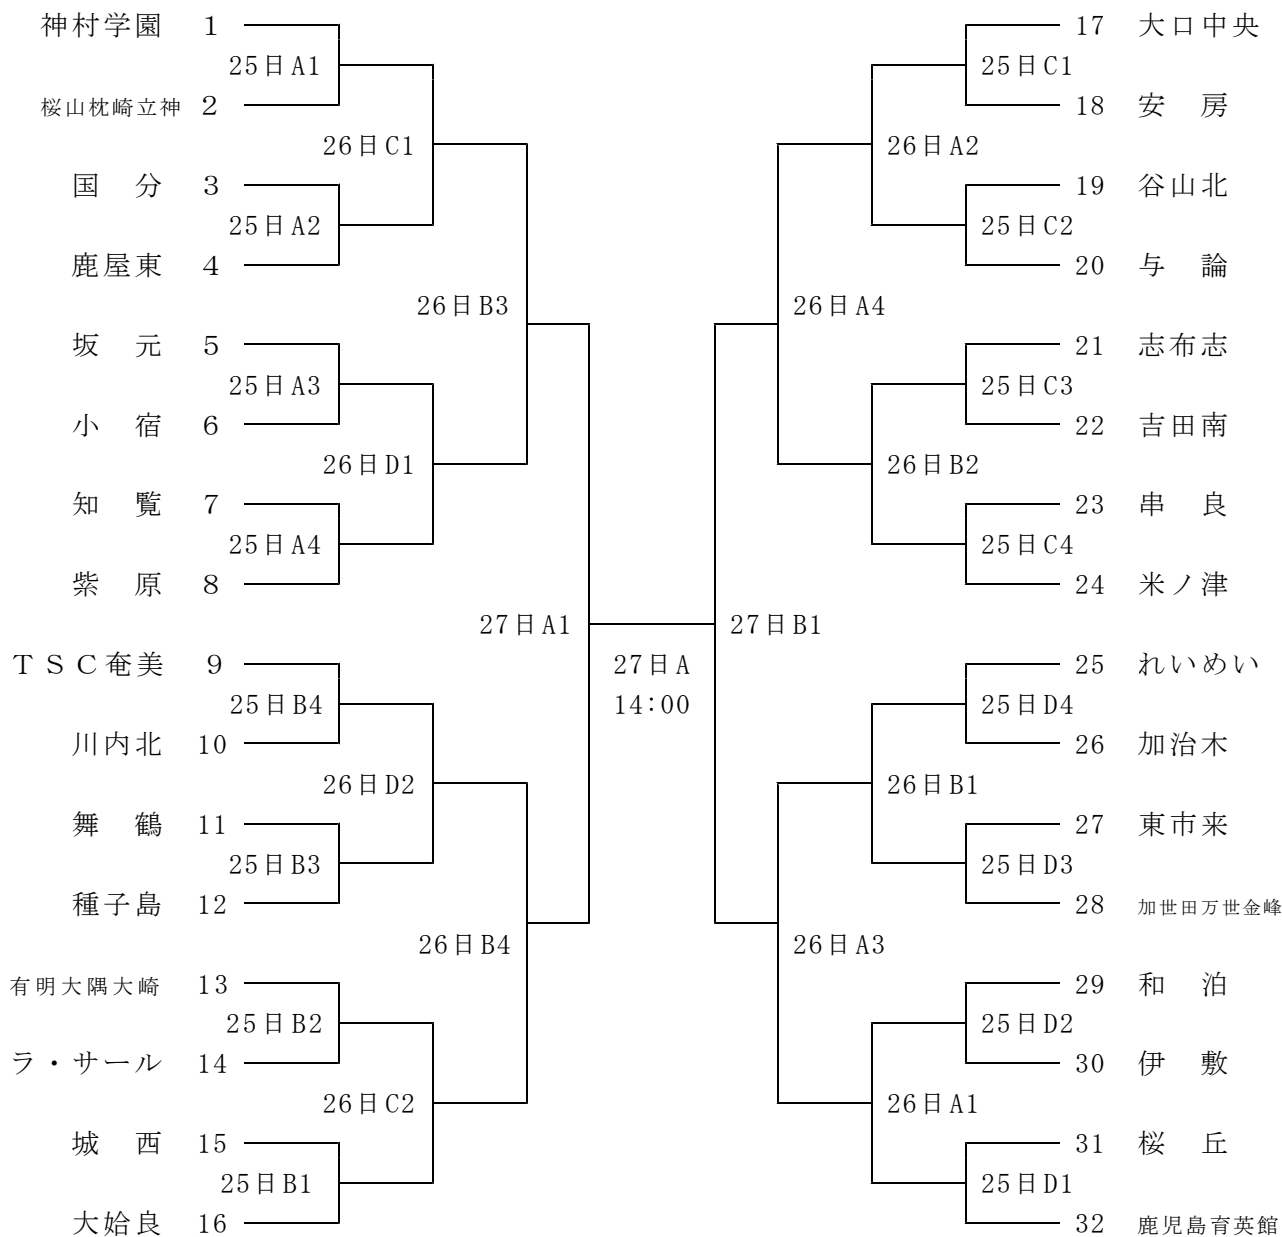 神村学園 1
25日A1
桜山枕崎立神 2
26日C1
国 分 3
25日A2
鹿屋東 4
26日B3
坂 元 5
25日A3
小 宿 6
26日D1
知 覧 7
25日A4
紫 原 8
27日A1
TSC奄美 9
25日B4
川内北 10
26日D2
舞 鶴 11
25日B3
種子島 12
26日B4
有明大隅大崎 13
25日B2
ラ・サール 14
26日C2
城 西 15
25日B1
大姶良 16
27日A
14:00
17 大口中央
25日C1
18 安 房
26日A2
19 谷山北
25日C2
20 与 論
26日A4
21 志布志
25日C3
22 吉田南
26日B2
23 串 良
25日C4
24 米ノ津
27日B1
25 れいめい
25日D4
26 加治木
26日B1
27 東市来
25日D3
28 加世田万世金峰
26日A3
29 和 泊
25日D2
30 伊 敷
26日A1
31 桜 丘
25日D1
32 鹿児島育英館